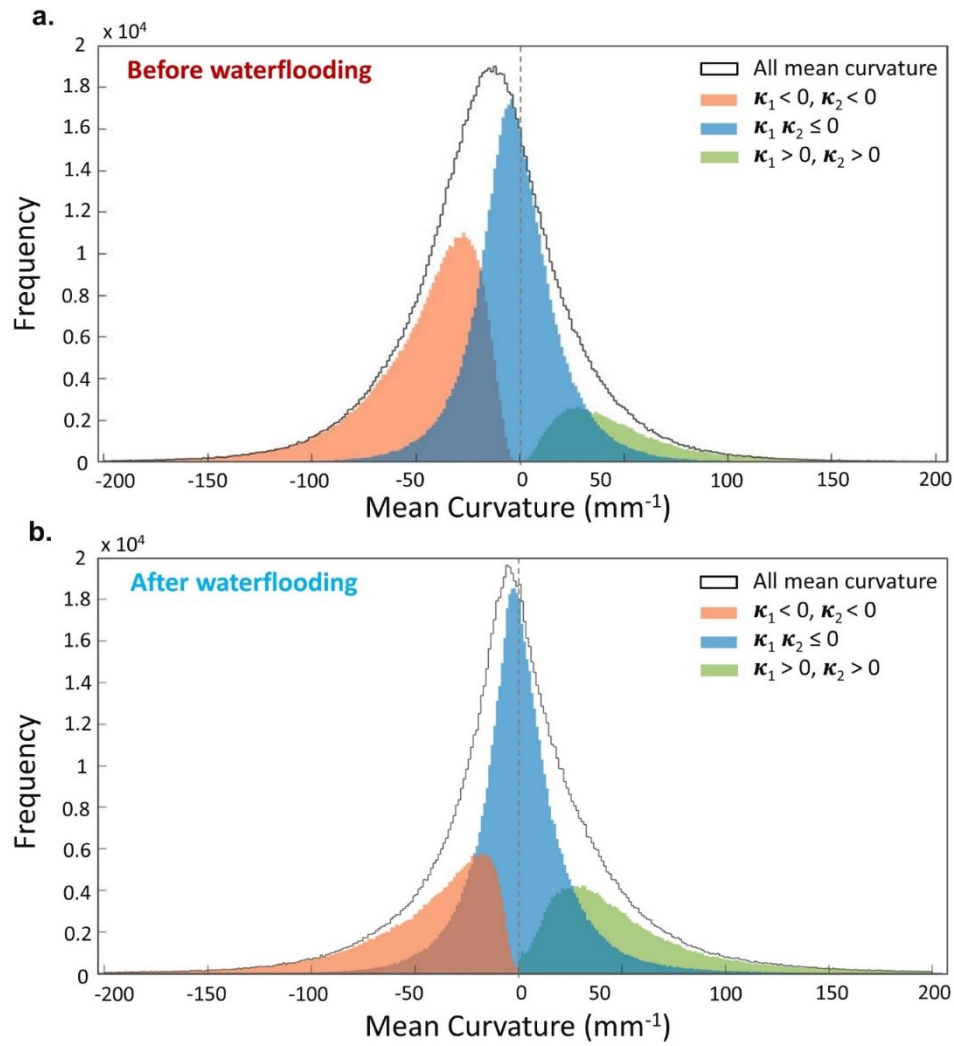 a.
x 10⁴
Before waterflooding
All mean curvature
κ₁ < 0, κ₂ < 0
κ₁ κ₂ ≤ 0
κ₁ > 0, κ₂ > 0
Frequency
2
1.8
1.6
1.4
1.2
1
0.8
0.6
0.4
0.2
0
-200 -150 -100 -50 0 50 100 150 200
Mean Curvature (mm⁻¹)
b.
x 10⁴
After waterflooding
All mean curvature
κ₁ < 0, κ₂ < 0
κ₁ κ₂ ≤ 0
κ₁ > 0, κ₂ > 0
Frequency
2
1.8
1.6
1.4
1.2
1
0.8
0.6
0.4
0.2
0
-200 -150 -100 -50 0 50 100 150 200
Mean Curvature (mm⁻¹)